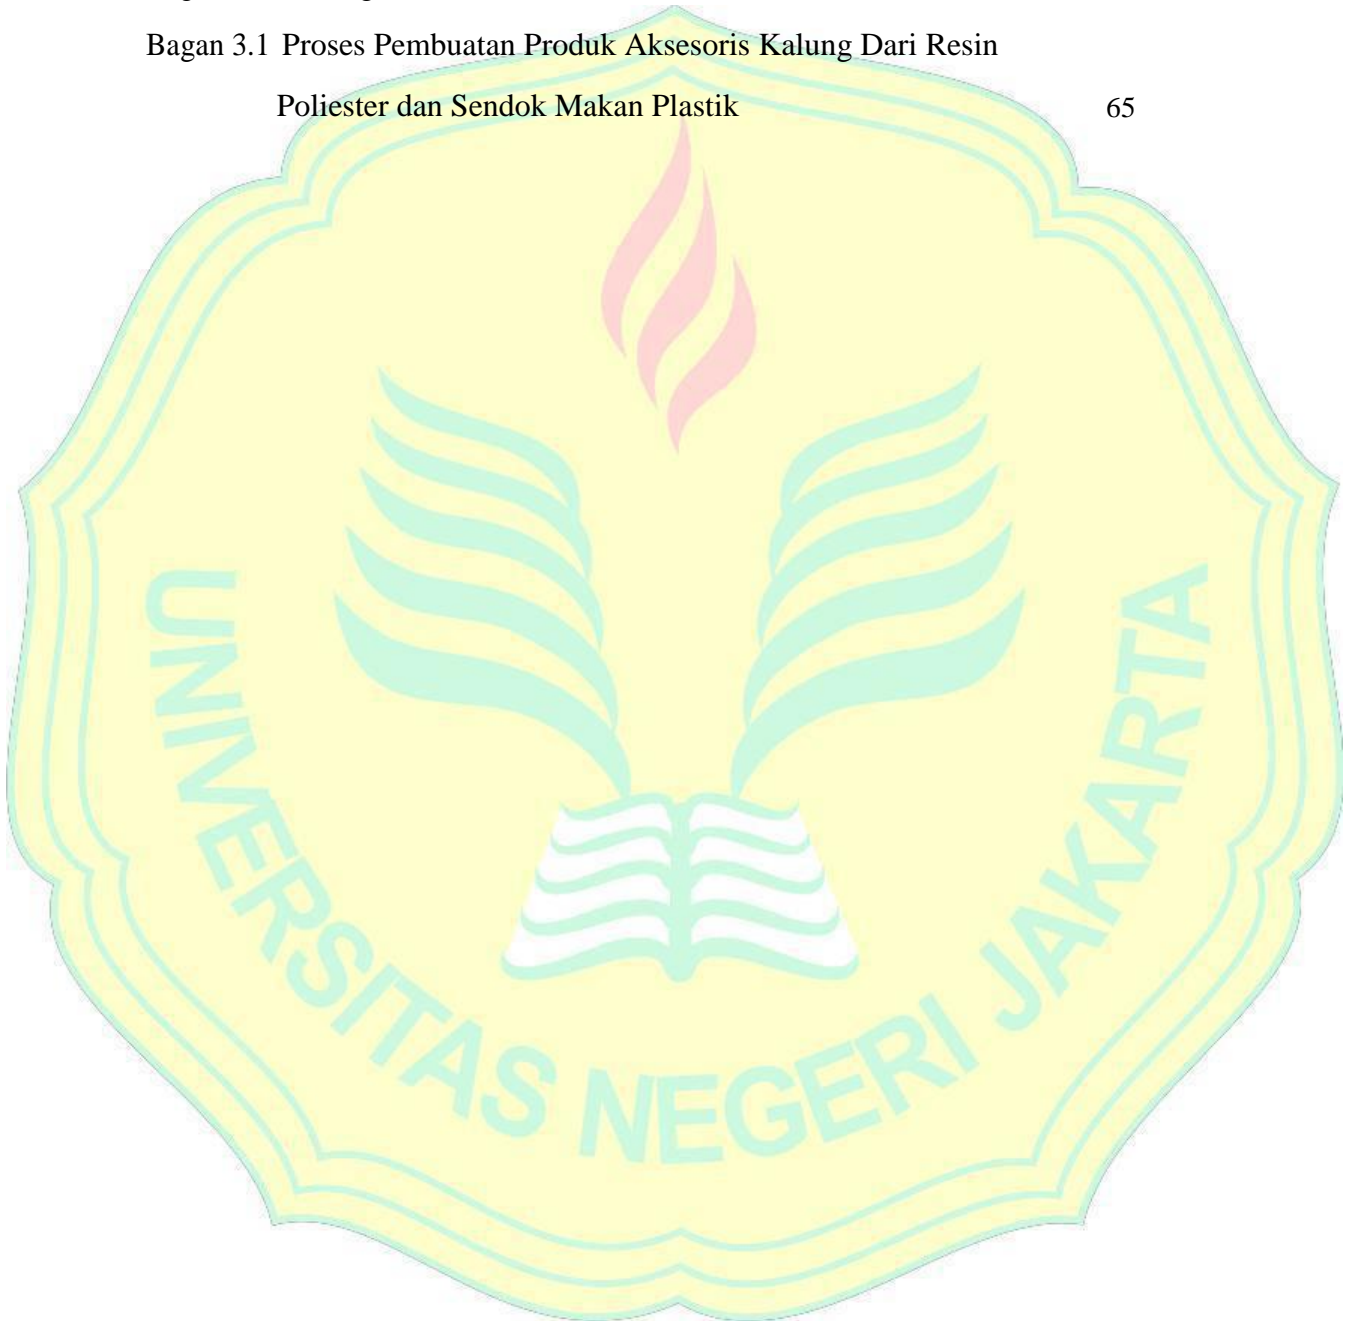 Bagan 3.1 Proses Pembuatan Produk Aksesoris Kalung Dari Resin
Poliester dan Sendok Makan Plastik 65
UNIVERSITAS NEGERI JAKARTA